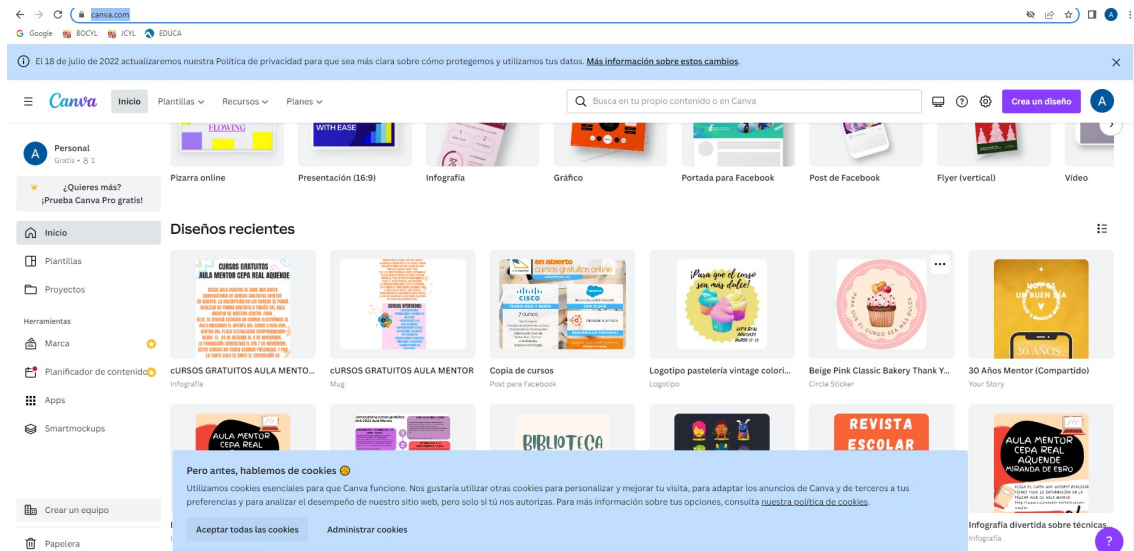 canva.com
Google BOCYL JCYL EDUCA
El 18 de julio de 2022 actualizaremos nuestra Política de privacidad para que sea más clara sobre cómo protegemos y utilizamos tus datos. Más información sobre estos cambios.
Canva Inicio Plantillas Recursos Planes Busca en tu propio contenido o en Canva Crea un diseño A
A Personal
Gratis • 1
¿Quieres más?
¡Prueba Canva Pro gratis!
Inicio
Plantillas
Proyectos
Herramientas
Marca
Planificador de contenido
Apps
Smartmockups
Crear un equipo
Papelera
FLOWING
WITH EASE
Pizarra online Presentación (16:9) Infografía Gráfico Portada para Facebook Post de Facebook Flyer (vertical) Vídeo
Diseños recientes
CURSOS GRATUITOS
AULA MENTOR CEPA REAL AQUENDE
en abierto
cursos gratuitos online
CISCO
7 cursos
¡Para que el curso
sea más dulce!
30 AÑOS
cURSOS GRATUITOS AULA MENTO... cURSOS GRATUITOS AULA MENTOR Copia de cursos Logotipo pastelería vintage colori... Beige Pink Classic Bakery Thank Y... 30 Años Mentor (Compartido)
Infografía Mug Post para Facebook Logotipo Circle Sticker Your Story
AULA MENTOR
CEPA REAL
BIBLIOTECA
REVISTA
ESCOLAR
AULA MENTOR
CEPA REAL
AQUENDE
MIRANDA DE EBRO
Infografía divertida sobre técnicas...
Infografía
Pero antes, hablemos de cookies
Utilizamos cookies esenciales para que Canva funcione. Nos gustaría utilizar otras cookies para personalizar y mejorar tu visita, para adaptar los anuncios de Canva y de terceros a tus
preferencias y para analizar el desempeño de nuestro sitio web, pero solo si tú nos autorizas. Para más información sobre tus opciones, consulta nuestra política de cookies.
Aceptar todas las cookies Administrar cookies
?